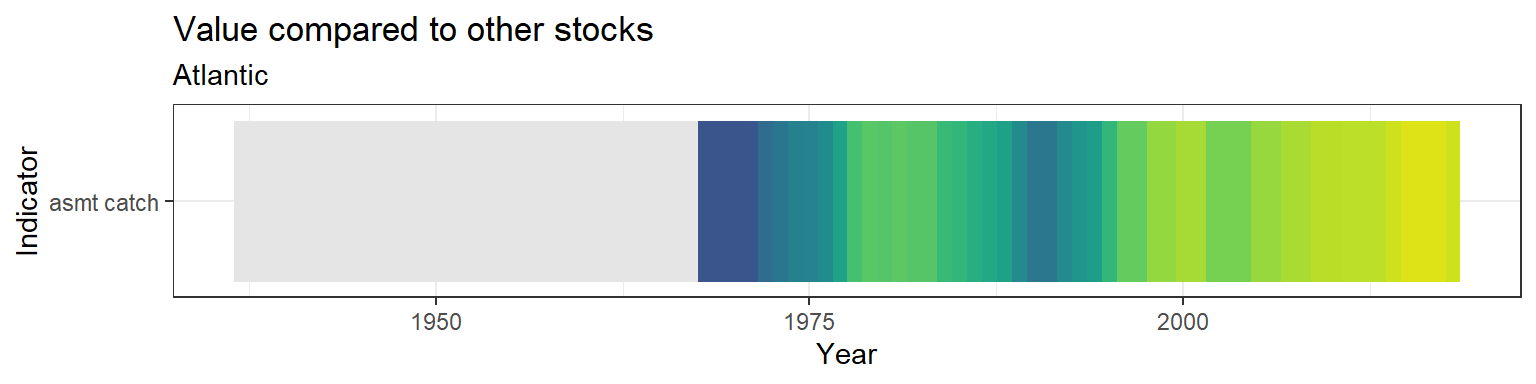 Value compared to other stocks
Atlantic
Indicator
asmt catch
1950 1975 2000
Year